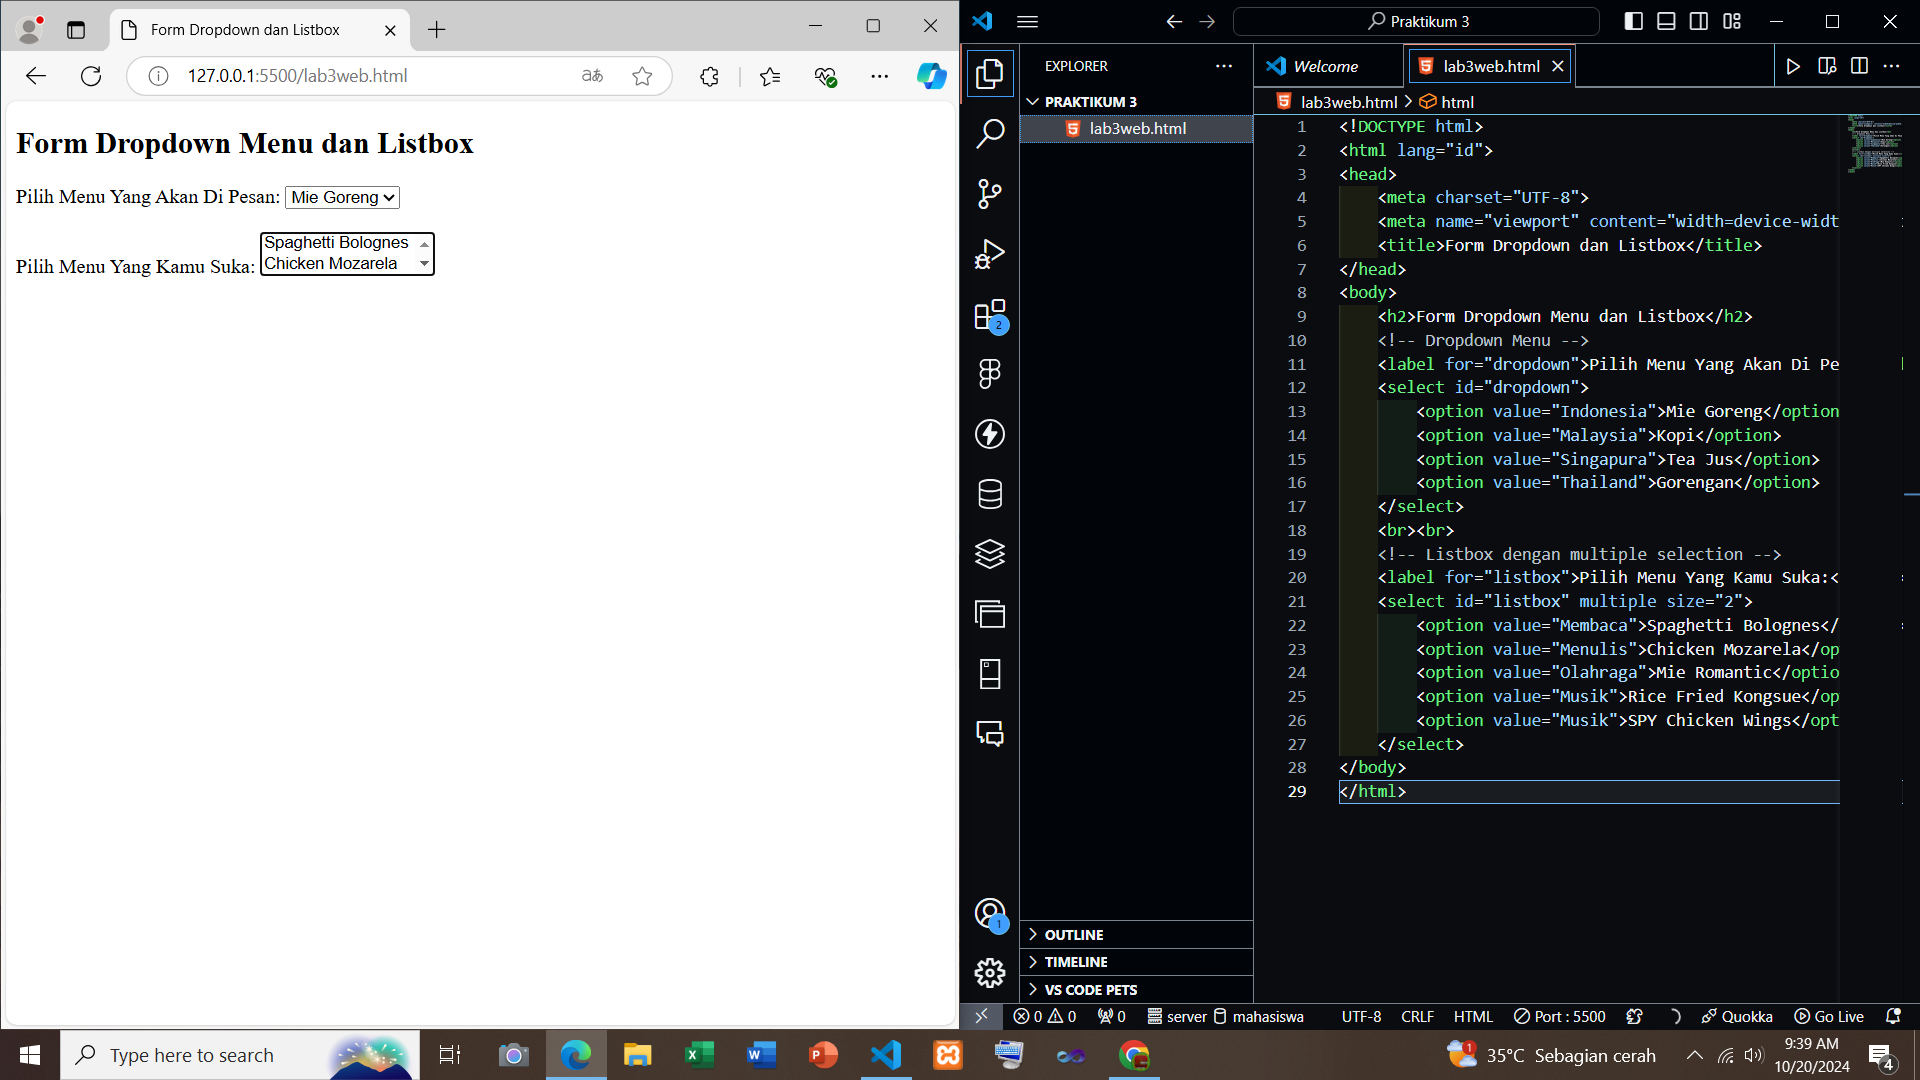 Form Dropdown dan Listbox
127.0.0.1:5500/lab3web.html
Form Dropdown Menu dan Listbox
Pilih Menu Yang Akan Di Pesan: Mie Goreng
Pilih Menu Yang Kamu Suka:
Spaghetti Bolognes
Chicken Mozarela
Praktikum 3
EXPLORER
PRAKTIKUM 3
lab3web.html
2
1
OUTLINE
TIMELINE
VS CODE PETS
Welcome
lab3web.html
lab3web.html > html
1 <!DOCTYPE html>
2 <html lang="id">
3 <head>
4 <meta charset="UTF-8">
5 <meta name="viewport" content="width=device-widt
6 <title>Form Dropdown dan Listbox</title>
7 </head>
8 <body>
9 <h2>Form Dropdown Menu dan Listbox</h2>
10 <!-- Dropdown Menu -->
11 <label for="dropdown">Pilih Menu Yang Akan Di Pe
12 <select id="dropdown">
13 <option value="Indonesia">Mie Goreng</option
14 <option value="Malaysia">Kopi</option>
15 <option value="Singapura">Tea Jus</option>
16 <option value="Thailand">Gorengan</option>
17 </select>
18 <br><br>
19 <!-- Listbox dengan multiple selection -->
20 <label for="listbox">Pilih Menu Yang Kamu Suka:<
21 <select id="listbox" multiple size="2">
22 <option value="Membaca">Spaghetti Bolognes</
23 <option value="Menulis">Chicken Mozarela</op
24 <option value="Olahraga">Mie Romantic</optio
25 <option value="Musik">Rice Fried Kongsue</op
26 <option value="Musik">SPY Chicken Wings</opt
27 </select>
28 </body>
29 </html>
0 0 0 server mahasiswa UTF-8 CRLF HTML Port : 5500 Quokka Go Live
Type here to search
1 35°C Sebagian cerah
9:39 AM
10/20/2024
4